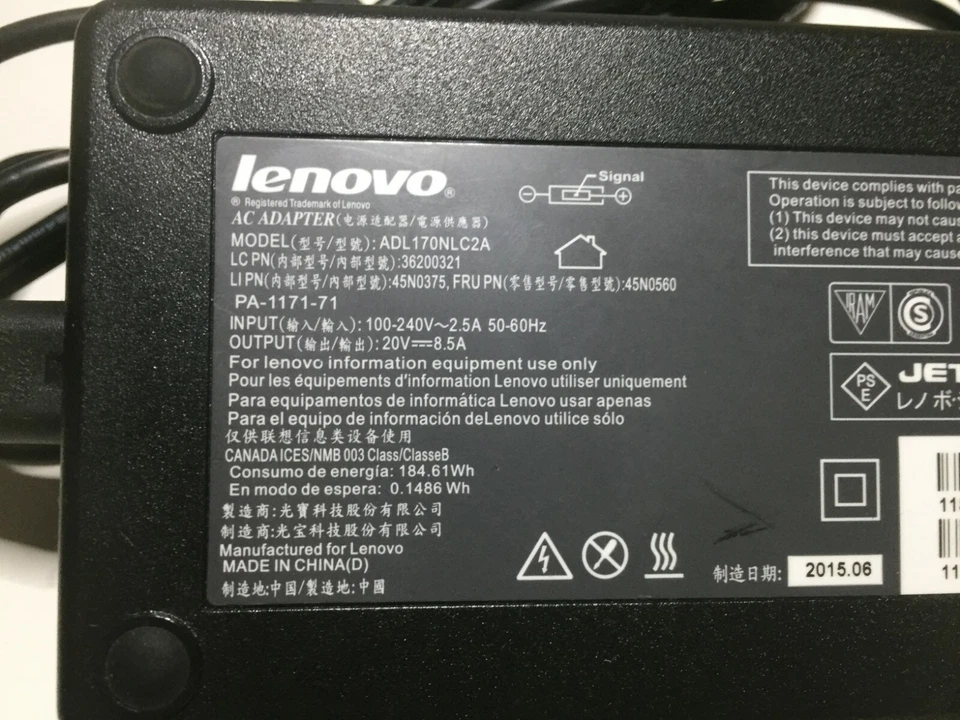 lenovo®
® Registered Trademark of Lenovo
AC ADAPTER(电源适配器/電源供應器)
MODEL(型号/型號): ADL170NLC2A
LC PN(内部型号/內部型號):36200321
LI PN(内部型号/內部型號):45N0375, FRU PN(零售型号/零售型號):45N0560
PA-1171-71
INPUT(输入/輸入): 100-240V~2.5A 50-60Hz
OUTPUT(输出/輸出): 20V⎓8.5A
For lenovo information equipment use only
Pour les équipements d'information Lenovo utiliser uniquement
Para equipamentos de informática Lenovo usar apenas
Para el equipo de información deLenovo utilice sólo
仅供联想信息类设备使用
CANADA ICES/NMB 003 Class/ClasseB
Consumo de energía: 184.61Wh
En modo de espera: 0.1486 Wh
製造商:光寶科技股份有限公司
制造商:光宝科技股份有限公司
Manufactured for Lenovo
MADE IN CHINA(D)
制造地:中国/製造地:中國
Signal
This device complies with pa
Operation is subject to follow
(1) This device may not caus
(2) this device must accept a
interference that may cause
IRAM
S
PS
E
JET
レノボ・
制造日期: 2015.06
11
11